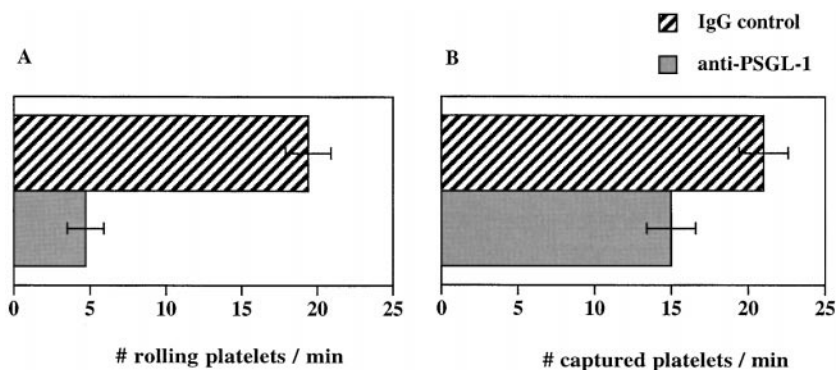 IgG control
anti-PSGL-1
A
B
0 5 10 15 20 25
0 5 10 15 20 25
# rolling platelets / min
# captured platelets / min